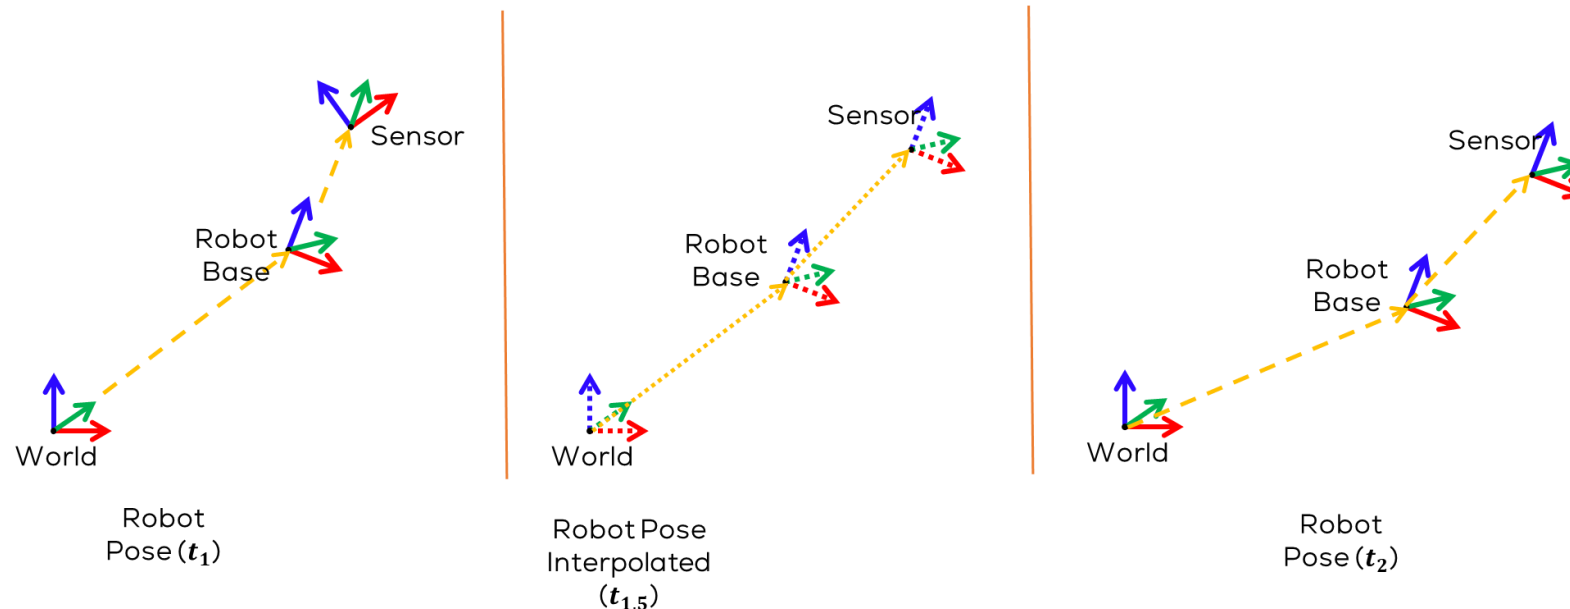 Sensor
Robot
Base
World
Robot
Pose (t₁)
Sensor
Robot
Base
World
Robot Pose
Interpolated
(t₁.₅)
Sensor
Robot
Base
World
Robot
Pose (t₂)